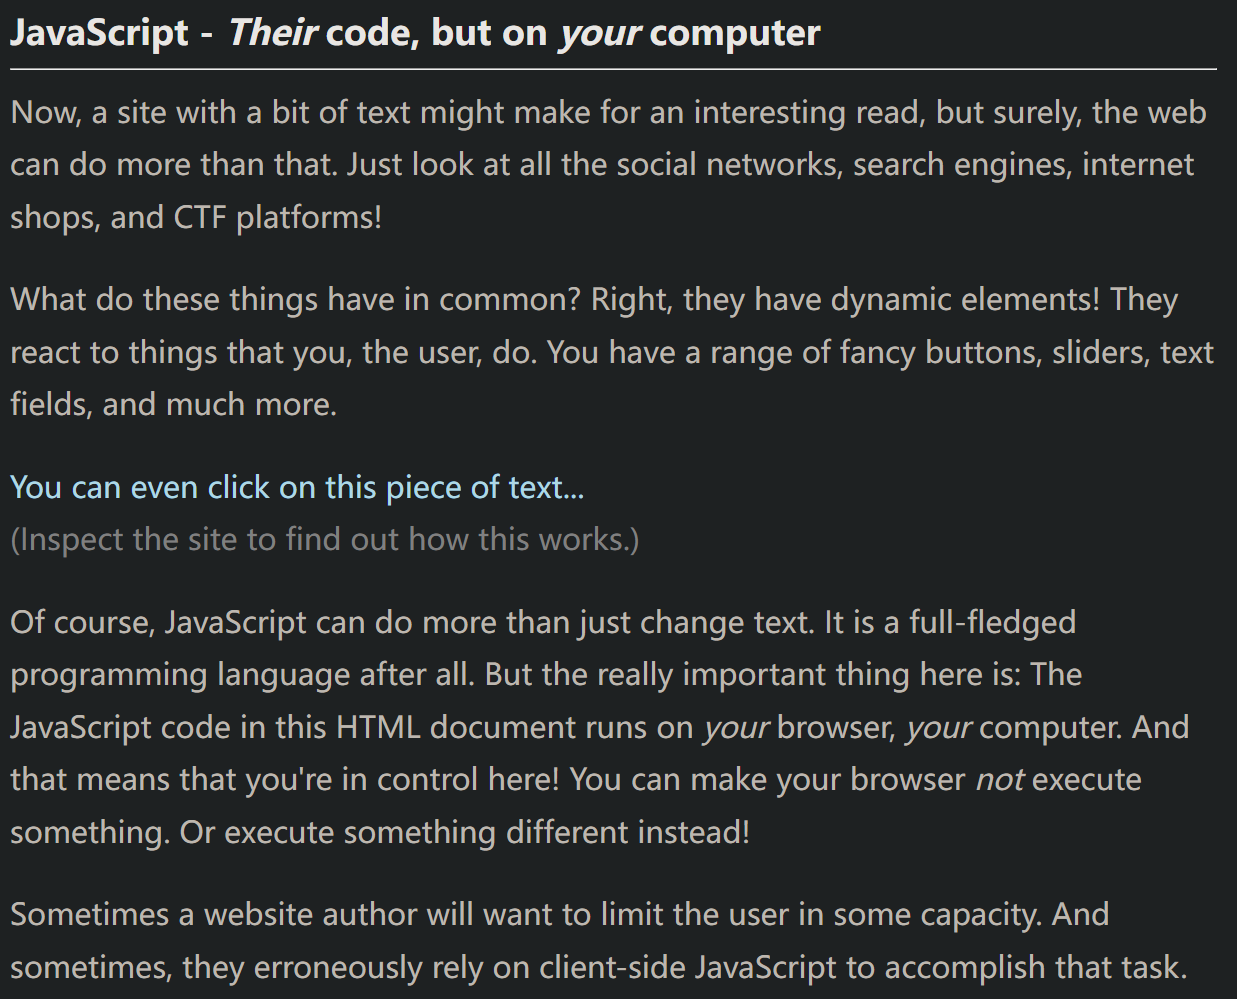 JavaScript - Their code, but on your computer
Now, a site with a bit of text might make for an interesting read, but surely, the web
can do more than that. Just look at all the social networks, search engines, internet
shops, and CTF platforms!
What do these things have in common? Right, they have dynamic elements! They
react to things that you, the user, do. You have a range of fancy buttons, sliders, text
fields, and much more.
You can even click on this piece of text...
(Inspect the site to find out how this works.)
Of course, JavaScript can do more than just change text. It is a full-fledged
programming language after all. But the really important thing here is: The
JavaScript code in this HTML document runs on your browser, your computer. And
that means that you're in control here! You can make your browser not execute
something. Or execute something different instead!
Sometimes a website author will want to limit the user in some capacity. And
sometimes, they erroneously rely on client-side JavaScript to accomplish that task.